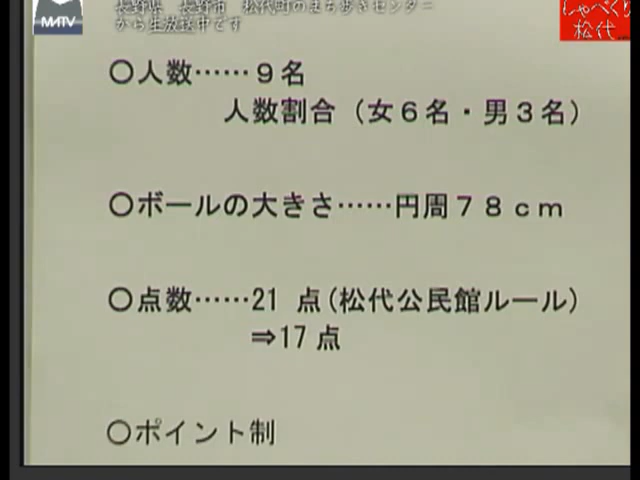 長野県 長野市 松代町のまち歩きセンター
から生放送中です
MATV
しゃべくり
松代
〇人数……９名
人数割合（女６名・男３名）
〇ボールの大きさ……円周７８ｃｍ
〇点数……21 点(松代公民館ルール)
⇒17 点
〇ポイント制